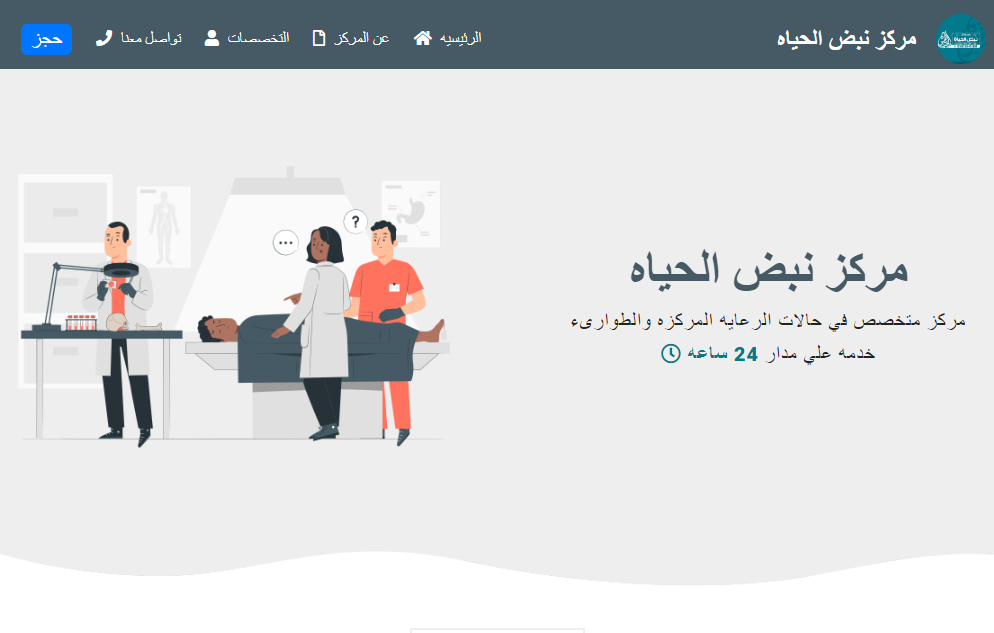 مركز نبض الحياه
الرئيسيه
عن المركز
التخصصات
تواصل معنا
حجز
?
مركز نبض الحياه
مركز متخصص في حالات الرعايه المركزه والطوارىء
خدمه علي مدار 24 ساعه